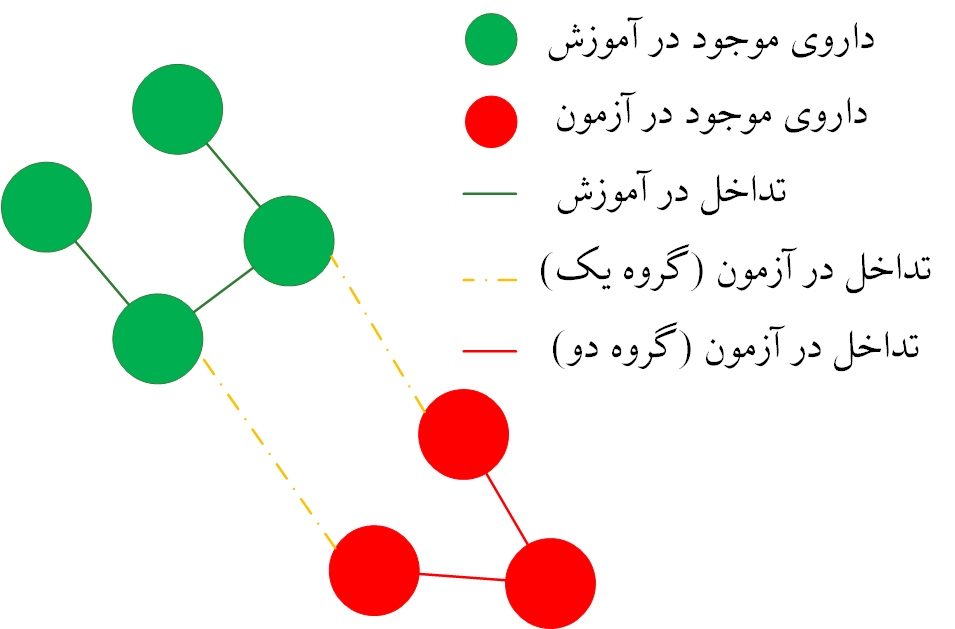 داروی موجود در آموزش
داروی موجود در آزمون
تداخل در آموزش
تداخل در آزمون (گروه یک)
تداخل در آزمون (گروه دو)